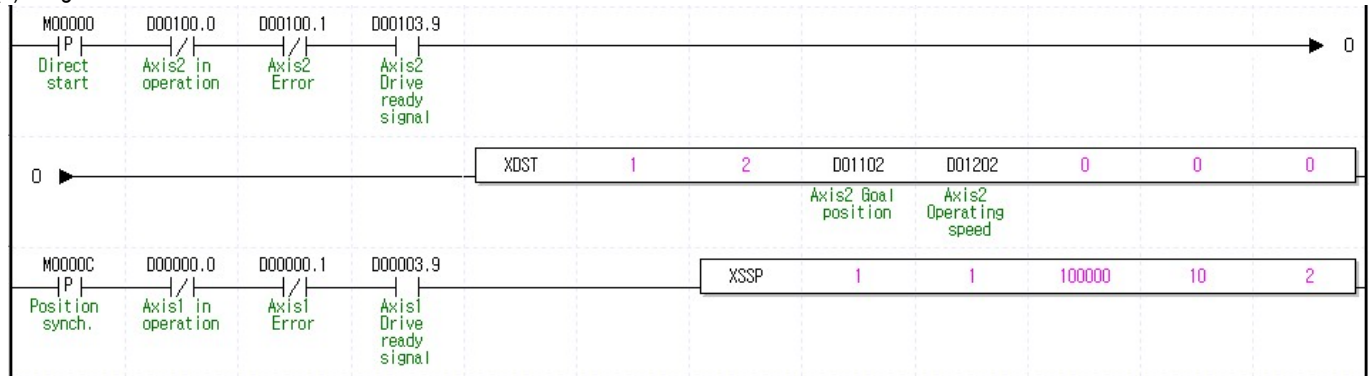 M00000 D00100.0 D00100.1 D00103.9
P
Direct start Axis2 in operation Axis2 Error Axis2 Drive ready signal
0
0 XDST 1 2 D01102 D01202 0 0 0
Axis2 Goal position Axis2 Operating speed
M0000C D00000.0 D00000.1 D00003.9
P XSSP 1 1 100000 10 2
Position synch. Axis1 in operation Axis1 Error Axis1 Drive ready signal